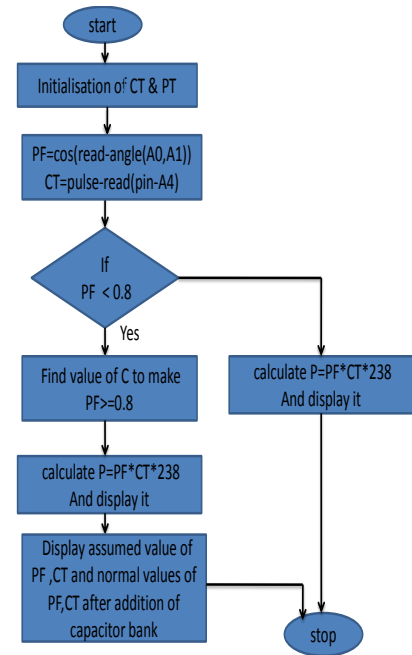 start
Initialisation of CT & PT
PF=cos(read-angle(A0,A1))
CT=pulse-read(pin-A4)
If
PF < 0.8
Yes
Find value of C to make
PF>=0.8
calculate P=PF*CT*238
And display it
calculate P=PF*CT*238
And display it
Display assumed value of
PF ,CT and normal values of
PF,CT after addition of
capacitor bank
stop